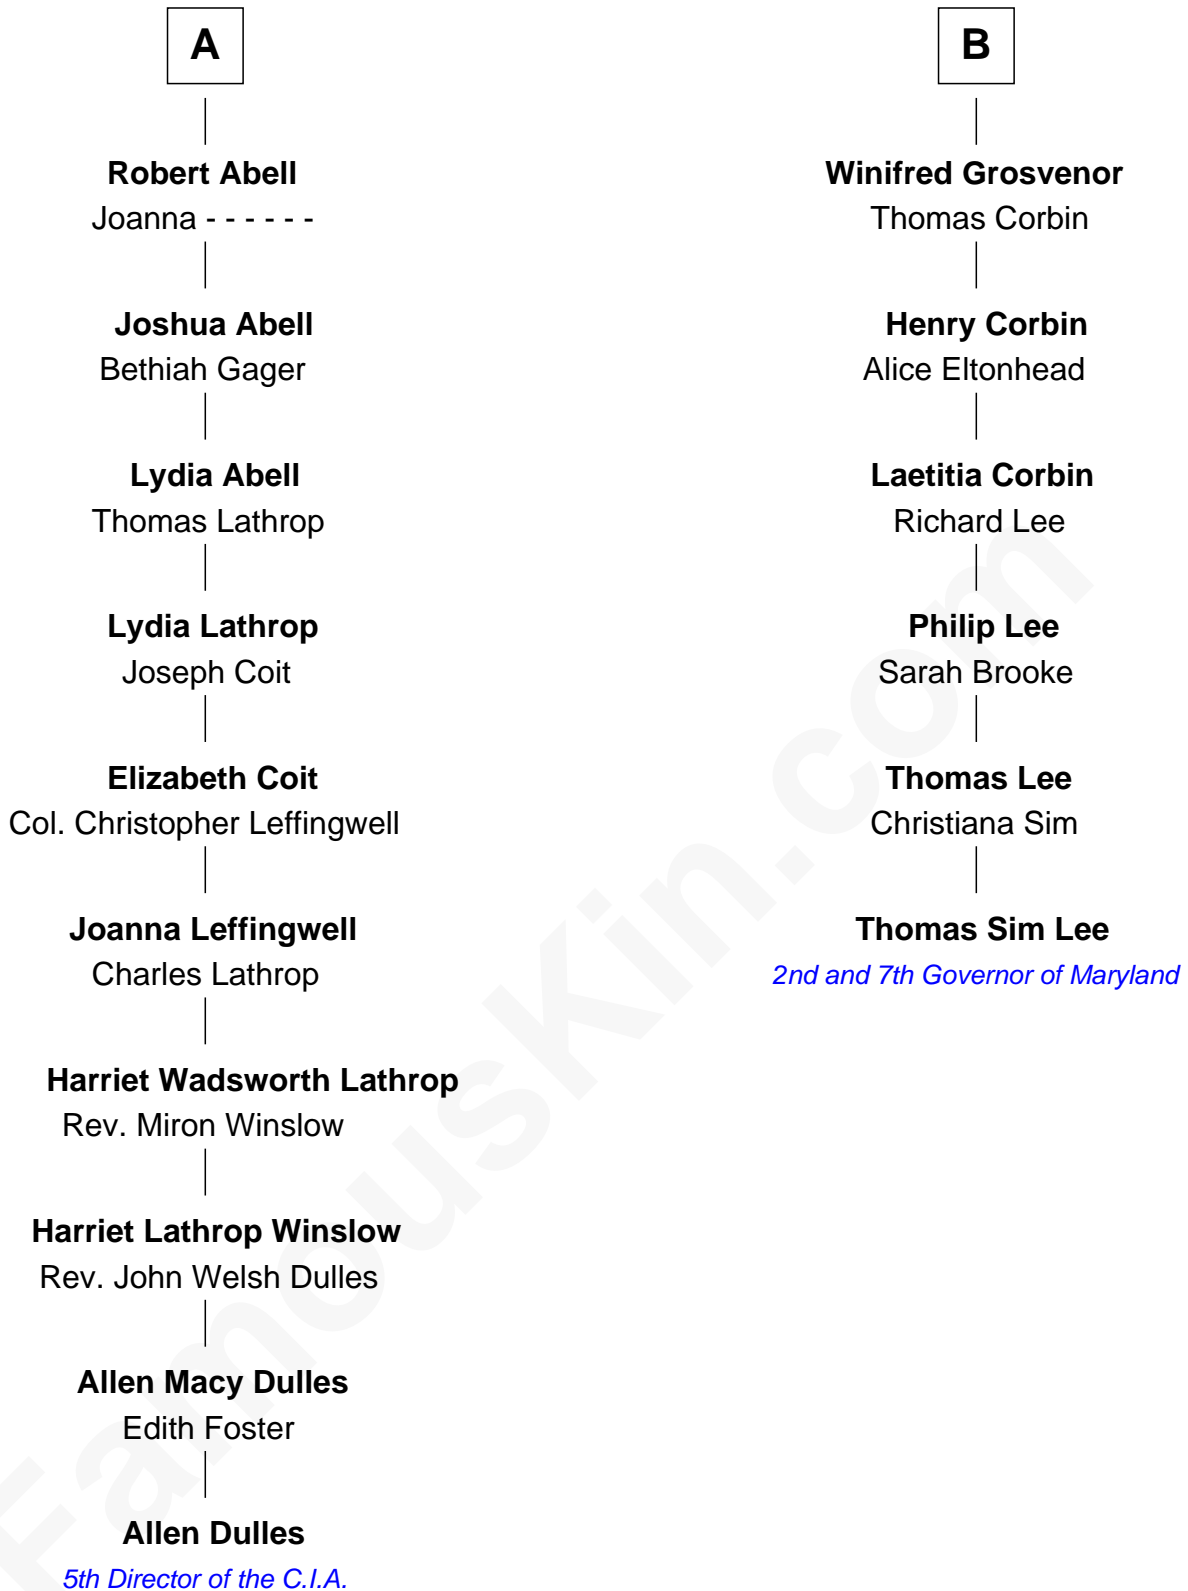 A
Robert Abell
Joanna - - - - - -
Joshua Abell
Bethiah Gager
Lydia Abell
Thomas Lathrop
Lydia Lathrop
Joseph Coit
Elizabeth Coit
Col. Christopher Leffingwell
Joanna Leffingwell
Charles Lathrop
Harriet Wadsworth Lathrop
Rev. Miron Winslow
Harriet Lathrop Winslow
Rev. John Welsh Dulles
Allen Macy Dulles
Edith Foster
Allen Dulles
5th Director of the C.I.A.
B
Winifred Grosvenor
Thomas Corbin
Henry Corbin
Alice Eltonhead
Laetitia Corbin
Richard Lee
Philip Lee
Sarah Brooke
Thomas Lee
Christiana Sim
Thomas Sim Lee
2nd and 7th Governor of Maryland
FamousKin.com